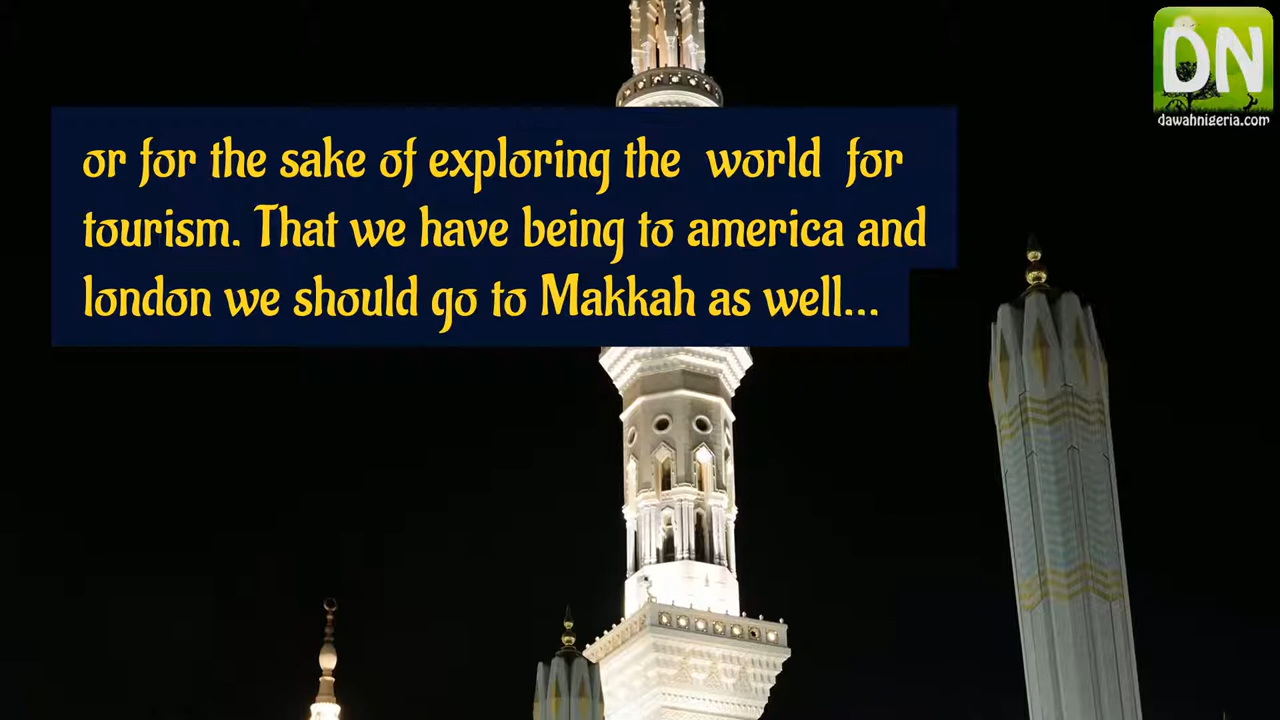 or for the sake of exploring the world for
tourism. That we have being to america and
london we should go to Makkah as well...
DN
dawahnigeria.com